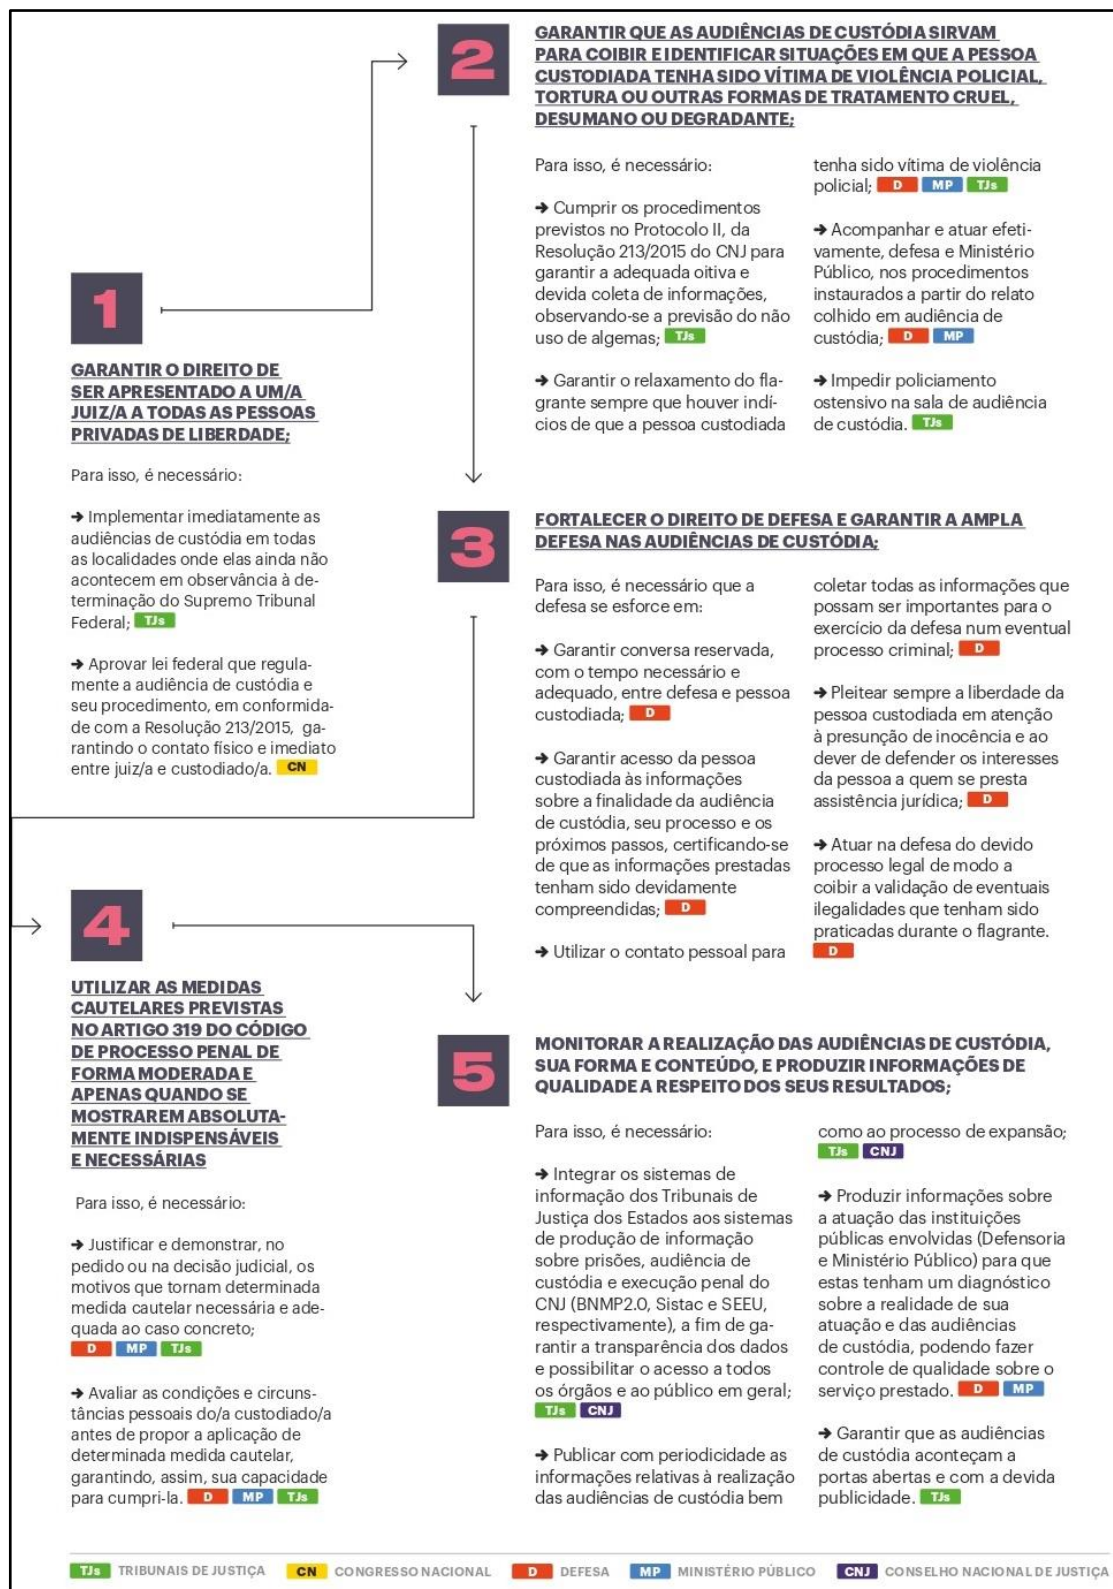 1
GARANTIR O DIREITO DE
SER APRESENTADO A UM/A
JUIZ/A A TODAS AS PESSOAS
PRIVADAS DE LIBERDADE;
Para isso, é necessário:
➔ Implementar imediatamente as
audiências de custódia em todas
as localidades onde elas ainda não
acontecem em observância à de-
terminação do Supremo Tribunal
Federal; TJs
➔ Aprovar lei federal que regula-
mente a audiência de custódia e
seu procedimento, em conformida-
de com a Resolução 213/2015, ga-
rantindo o contato físico e imediato
entre juiz/a e custodiado/a. CN
2
GARANTIR QUE AS AUDIÊNCIAS DE CUSTÓDIA SIRVAM
PARA COIBIR E IDENTIFICAR SITUAÇÕES EM QUE A PESSOA
CUSTODIADA TENHA SIDO VÍTIMA DE VIOLÊNCIA POLICIAL,
TORTURA OU OUTRAS FORMAS DE TRATAMENTO CRUEL,
DESUMANO OU DEGRADANTE;
Para isso, é necessário:
➔ Cumprir os procedimentos
previstos no Protocolo II, da
Resolução 213/2015 do CNJ para
garantir a adequada oitiva e
devida coleta de informações,
observando-se a previsão do não
uso de algemas; TJs
➔ Garantir o relaxamento do fla-
grante sempre que houver indí-
cios de que a pessoa custodiada
tenha sido vítima de violência
policial; D MP TJs
➔ Acompanhar e atuar efeti-
vamente, defesa e Ministério
Público, nos procedimentos
instaurados a partir do relato
colhido em audiência de
custódia; D MP
➔ Impedir policiamento
ostensivo na sala de audiência
de custódia. TJs
3
FORTALECER O DIREITO DE DEFESA E GARANTIR A AMPLA
DEFESA NAS AUDIÊNCIAS DE CUSTÓDIA;
Para isso, é necessário que a
defesa se esforce em:
➔ Garantir conversa reservada,
com o tempo necessário e
adequado, entre defesa e pessoa
custodiada; D
➔ Garantir acesso da pessoa
custodiada às informações
sobre a finalidade da audiência
de custódia, seu processo e os
próximos passos, certificando-se
de que as informações prestadas
tenham sido devidamente
compreendidas; D
➔ Utilizar o contato pessoal para
coletar todas as informações que
possam ser importantes para o
exercício da defesa num eventual
processo criminal; D
➔ Pleitear sempre a liberdade da
pessoa custodiada em atenção
à presunção de inocência e ao
dever de defender os interesses
da pessoa a quem se presta
assistência jurídica; D
➔ Atuar na defesa do devido
processo legal de modo a
coibir a validação de eventuais
ilegalidades que tenham sido
praticadas durante o flagrante.
D
4
UTILIZAR AS MEDIDAS
CAUTELARES PREVISTAS
NO ARTIGO 319 DO CÓDIGO
DE PROCESSO PENAL DE
FORMA MODERADA E
APENAS QUANDO SE
MOSTRAREM ABSOLUTA-
MENTE INDISPENSÁVEIS
E NECESSÁRIAS
Para isso, é necessário:
➔ Justificar e demonstrar, no
pedido ou na decisão judicial, os
motivos que tornam determinada
medida cautelar necessária e ade-
quada ao caso concreto;
D MP TJs
➔ Avaliar as condições e circuns-
tâncias pessoais do/a custodiado/a
antes de propor a aplicação de
determinada medida cautelar,
garantindo, assim, sua capacidade
para cumpri-la. D MP TJs
5
MONITORAR A REALIZAÇÃO DAS AUDIÊNCIAS DE CUSTÓDIA,
SUA FORMA E CONTEÚDO, E PRODUZIR INFORMAÇÕES DE
QUALIDADE A RESPEITO DOS SEUS RESULTADOS;
Para isso, é necessário:
➔ Integrar os sistemas de
informação dos Tribunais de
Justiça dos Estados aos sistemas
de produção de informação
sobre prisões, audiência de
custódia e execução penal do
CNJ (BNMP2.0, Sistac e SEEU,
respectivamente), a fim de ga-
rantir a transparência dos dados
e possibilitar o acesso a todos
os órgãos e ao público em geral;
TJs CNJ
➔ Publicar com periodicidade as
informações relativas à realização
das audiências de custódia bem
como ao processo de expansão;
TJs CNJ
➔ Produzir informações sobre
a atuação das instituições
públicas envolvidas (Defensoria
e Ministério Público) para que
estas tenham um diagnóstico
sobre a realidade de sua
atuação e das audiências
de custódia, podendo fazer
controle de qualidade sobre o
serviço prestado. D MP
➔ Garantir que as audiências
de custódia aconteçam a
portas abertas e com a devida
publicidade. TJs
TJs TRIBUNAIS DE JUSTIÇA CN CONGRESSO NACIONAL D DEFESA MP MINISTÉRIO PÚBLICO CNJ CONSELHO NACIONAL DE JUSTIÇA